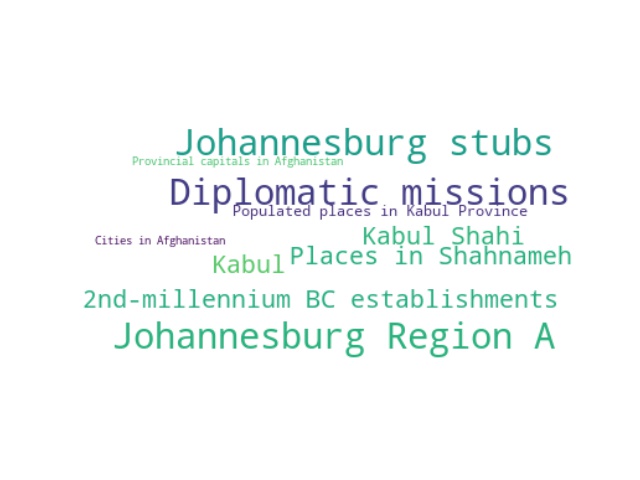 Johannesburg stubs
Provincial capitals in Afghanistan
Diplomatic missions
Populated places in Kabul Province
Kabul Shahi
Cities in Afghanistan
Places in Shahnameh
Kabul
2nd-millennium BC establishments
Johannesburg Region A